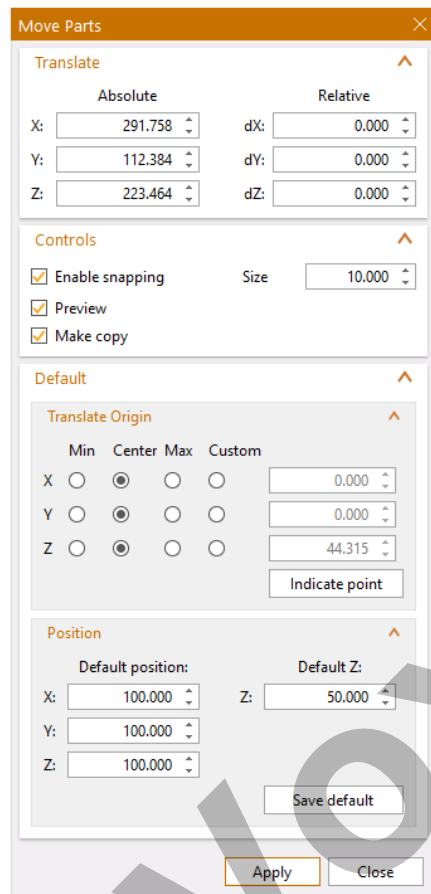 Move Parts
Translate
Absolute Relative
X: 291.758 dX: 0.000
Y: 112.384 dY: 0.000
Z: 223.464 dZ: 0.000
Controls
Enable snapping Size 10.000
Preview
Make copy
Default
Translate Origin
Min Center Max Custom
X 0.000
Y 0.000
Z 44.315
Indicate point
Position
Default position: Default Z:
X: 100.000 Z: 50.000
Y: 100.000
Z: 100.000
Save default
Apply Close